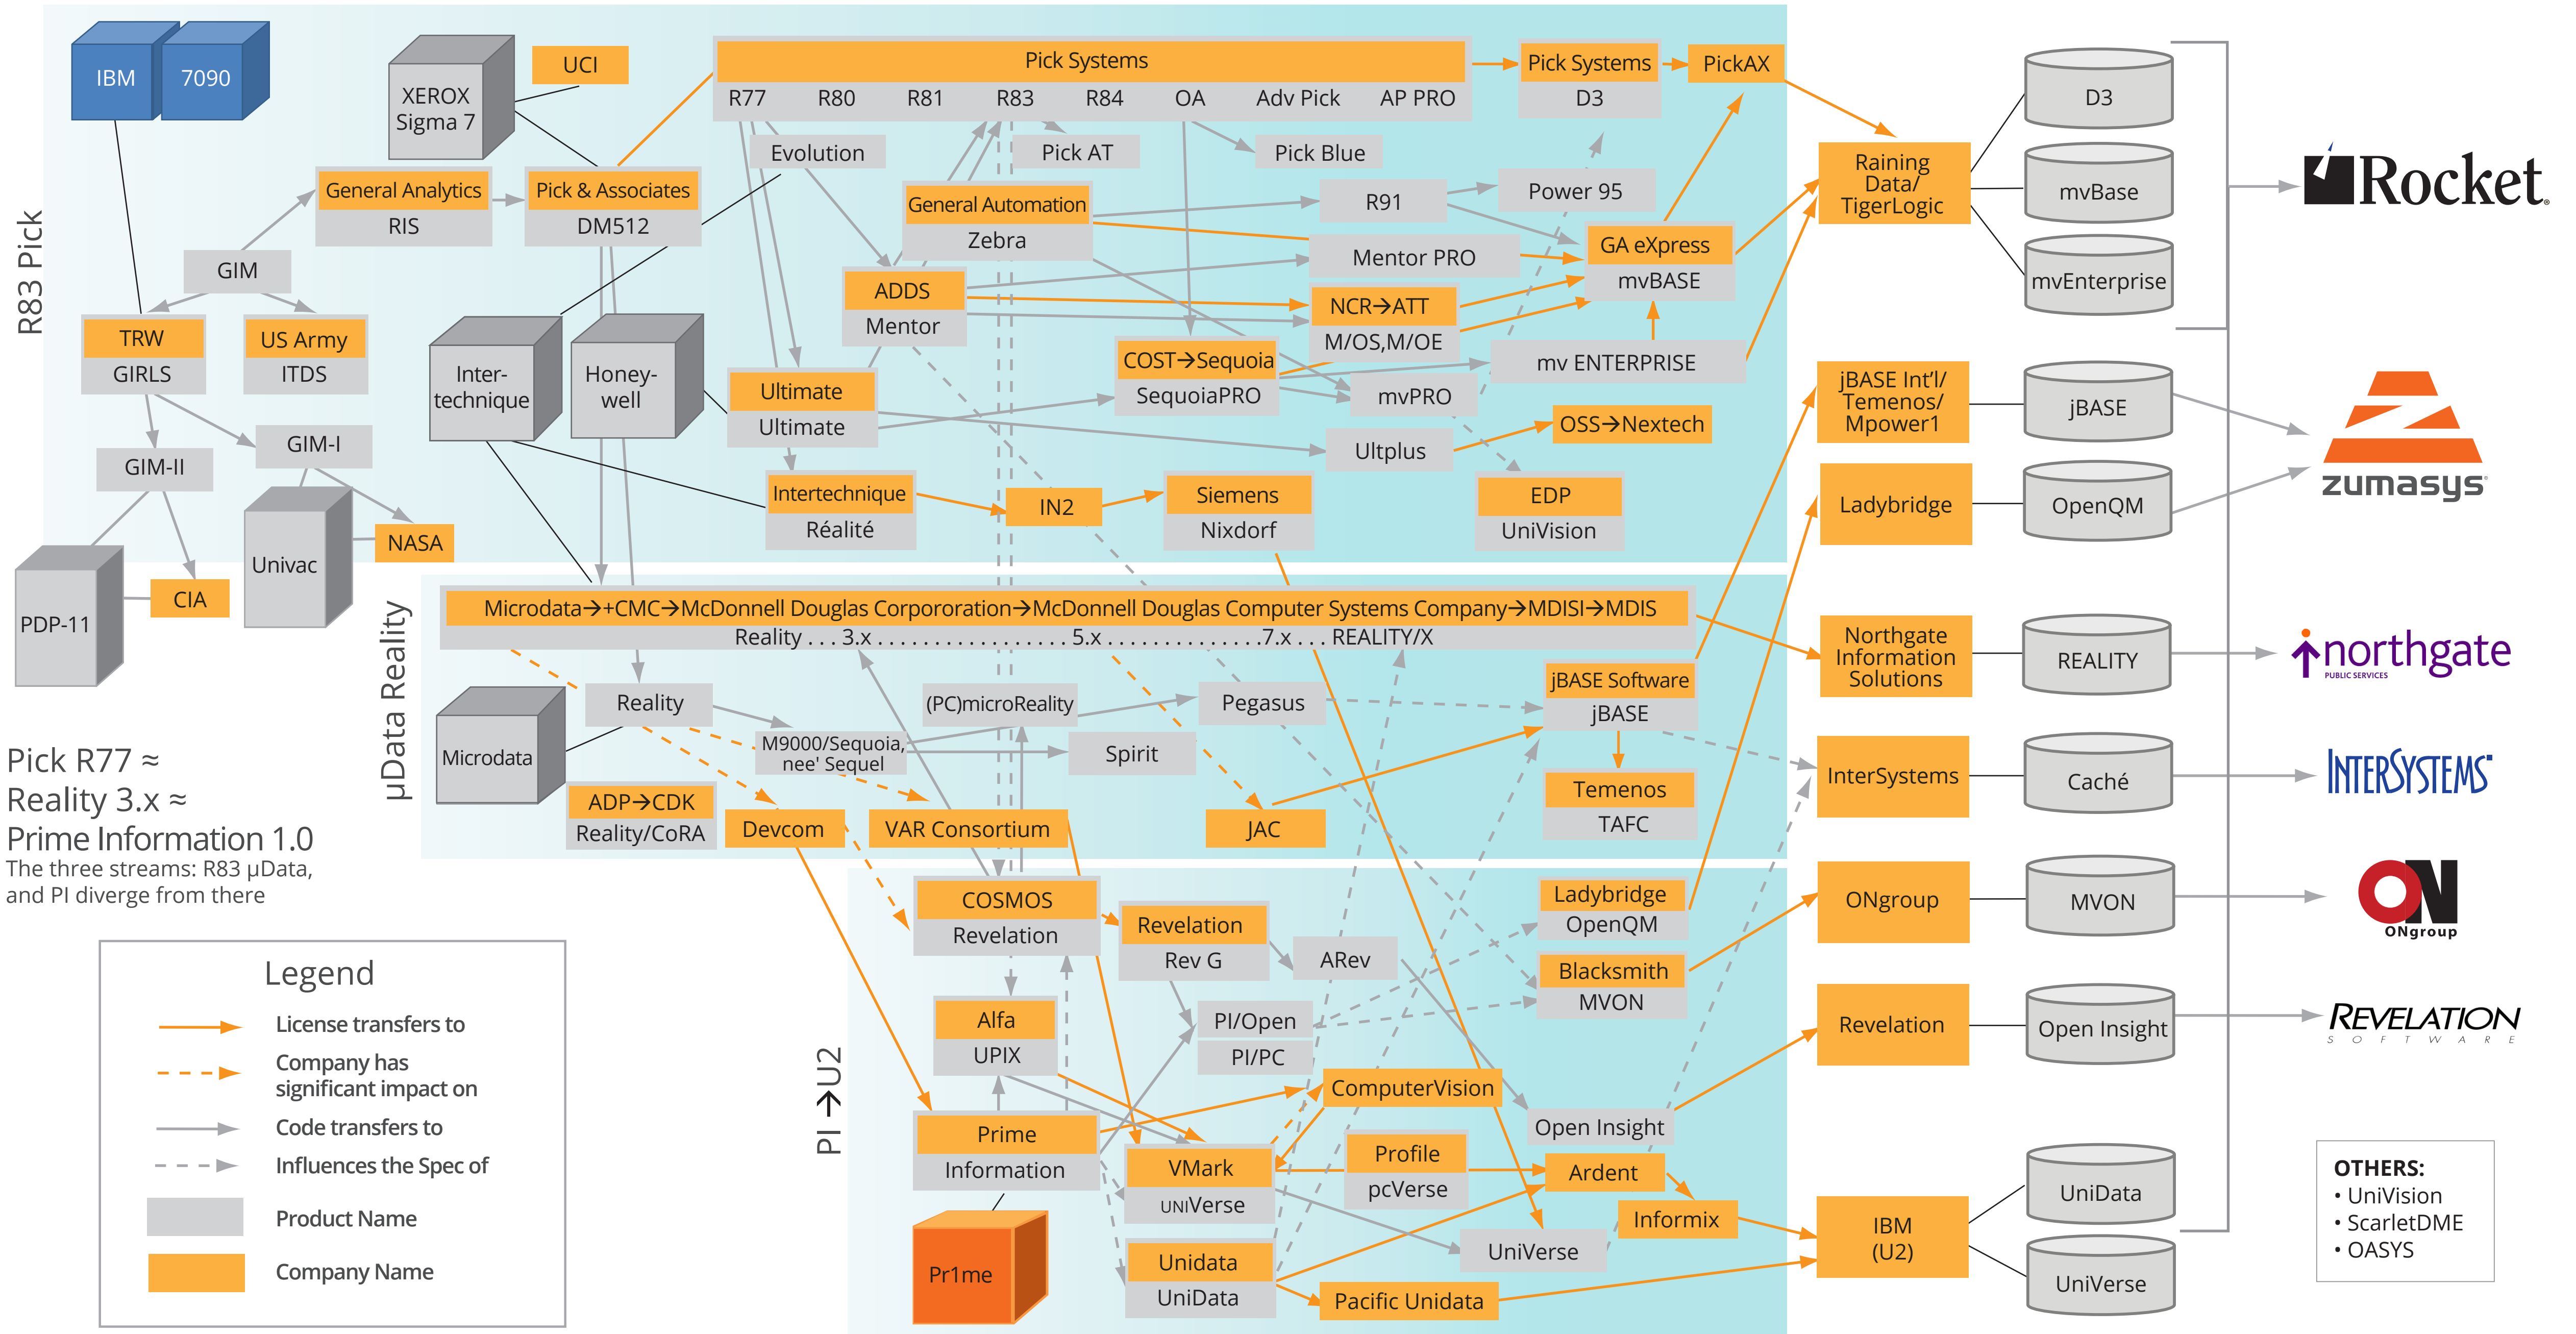 R83 Pick
IBM
7090
XEROX
Sigma 7
UCI
General Analytics
RIS
Pick & Associates
DM512
GIM
TRW
GIRLS
US Army
ITDS
GIM-II
GIM-I
PDP-11
CIA
Univac
NASA
Inter-
technique
Honey-
well
Pick Systems
R77 R80 R81 R83 R84 OA Adv Pick AP PRO
Pick Systems
D3
PickAX
Evolution
Pick AT
Pick Blue
General Automation
Zebra
R91
Power 95
ADDS
Mentor
Mentor PRO
GA eXpress
mvBASE
NCR→ATT
M/OS,M/OE
COST→Sequoia
SequoiaPRO
mv ENTERPRISE
mvPRO
Ultimate
Ultimate
Ultplus
OSS→Nextech
Intertechnique
Réalité
IN2
Siemens
Nixdorf
EDP
UniVision
µData Reality
Microdata→+CMC→McDonnell Douglas Corpororation→McDonnell Douglas Computer Systems Company→MDISI→MDIS
Reality . . . 3.x . . . . . . . . . . . . . . . . . 5.x . . . . . . . . . . . . . .7.x . . . REALITY/X
Microdata
Reality
(PC)microReality
Pegasus
M9000/Sequoia,
nee' Sequel
Spirit
jBASE Software
jBASE
Temenos
TAFC
ADP→CDK
Reality/CoRA
Devcom
VAR Consortium
JAC
PI →U2
COSMOS
Revelation
Revelation
Rev G
ARev
Ladybridge
OpenQM
Blacksmith
MVON
Alfa
UPIX
PI/Open
PI/PC
ComputerVision
Open Insight
Prime
Information
VMark
UNIVerse
Profile
pcVerse
Ardent
Informix
UniVerse
Pr1me
Unidata
UniData
Pacific Unidata
Raining
Data/
TigerLogic
jBASE Int'l/
Temenos/
Mpower1
Ladybridge
Northgate
Information
Solutions
InterSystems
ONgroup
Revelation
IBM
(U2)
D3
mvBase
mvEnterprise
jBASE
OpenQM
REALITY
Caché
MVON
Open Insight
UniData
UniVerse
Rocket®
zumasys
northgate
PUBLIC SERVICES
INTERSYSTEMS
ON
ONgroup
REVELATION
SOFTWARE
OTHERS:
• UniVision
• ScarletDME
• OASYS
Pick R77 ≈
Reality 3.x ≈
Prime Information 1.0
The three streams: R83 µData,
and PI diverge from there
Legend
License transfers to
Company has
significant impact on
Code transfers to
Influences the Spec of
Product Name
Company Name